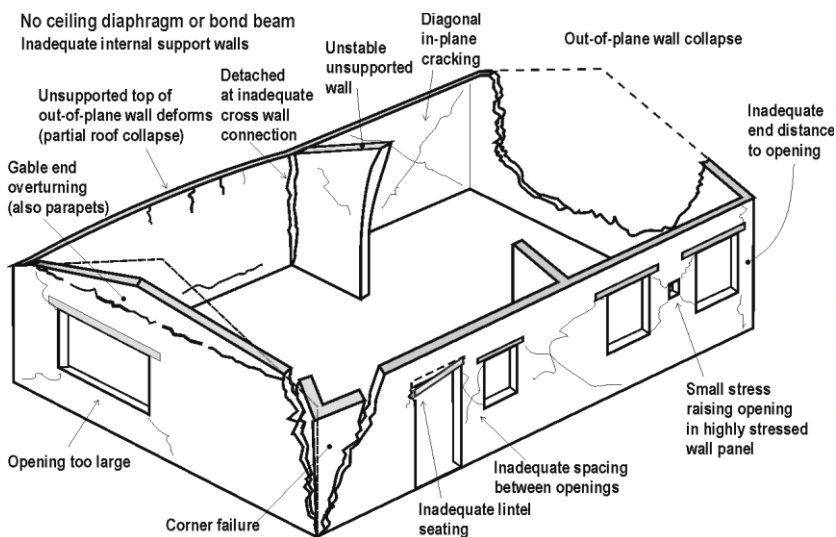 No ceiling diaphragm or bond beam
Inadequate internal support walls
Diagonal
in-plane
cracking
Out-of-plane wall collapse
Unstable
unsupported
wall
Detached
at inadequate
cross wall
connection
Unsupported top of
out-of-plane wall deforms
(partial roof collapse)
Inadequate
end distance
to opening
Gable end
overturning
(also parapets)
Small stress
raising opening
in highly stressed
wall panel
Opening too large
Inadequate spacing
between openings
Inadequate lintel
seating
Corner failure